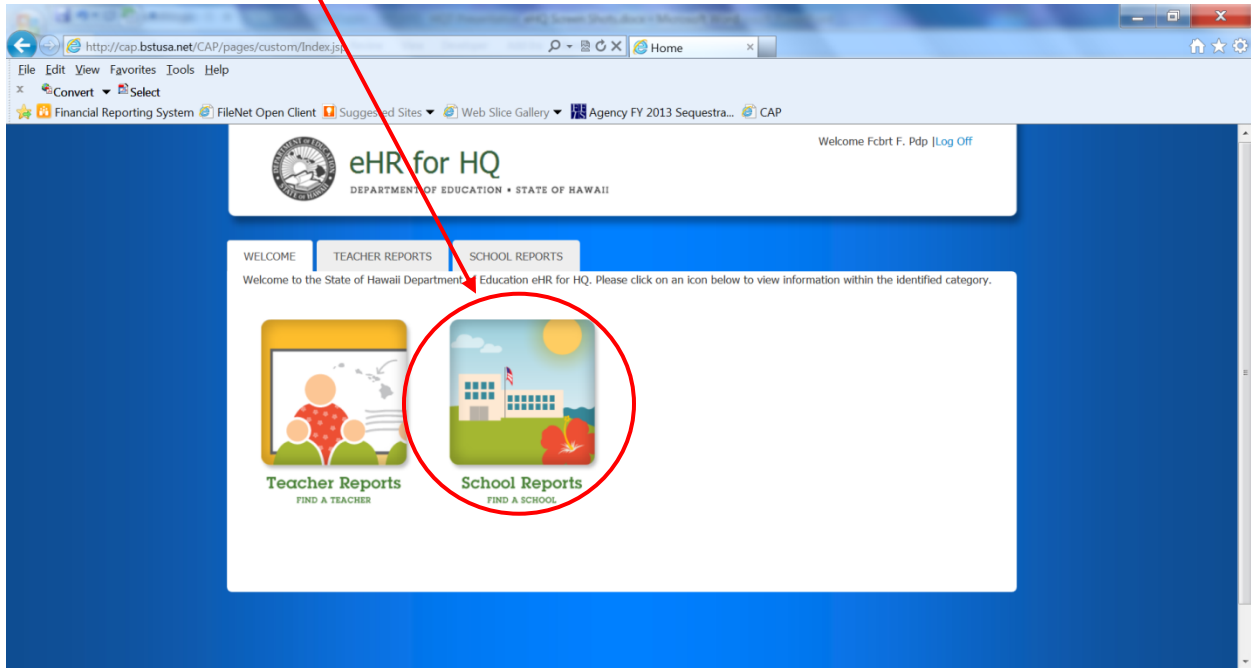 http://cap.bstusa.net/CAP/pages/custom/Index.jsp
Home
File Edit View Favorites Tools Help
x Convert Select
Financial Reporting System FileNet Open Client Suggested Sites Web Slice Gallery Agency FY 2013 Sequestra... CAP
Welcome Fcbrt F. Pdp |Log Off
eHR for HQ
DEPARTMENT OF EDUCATION • STATE OF HAWAII
WELCOME TEACHER REPORTS SCHOOL REPORTS
Welcome to the State of Hawaii Department Education eHR for HQ. Please click on an icon below to view information within the identified category.
Teacher Reports School Reports
FIND A TEACHER FIND A SCHOOL